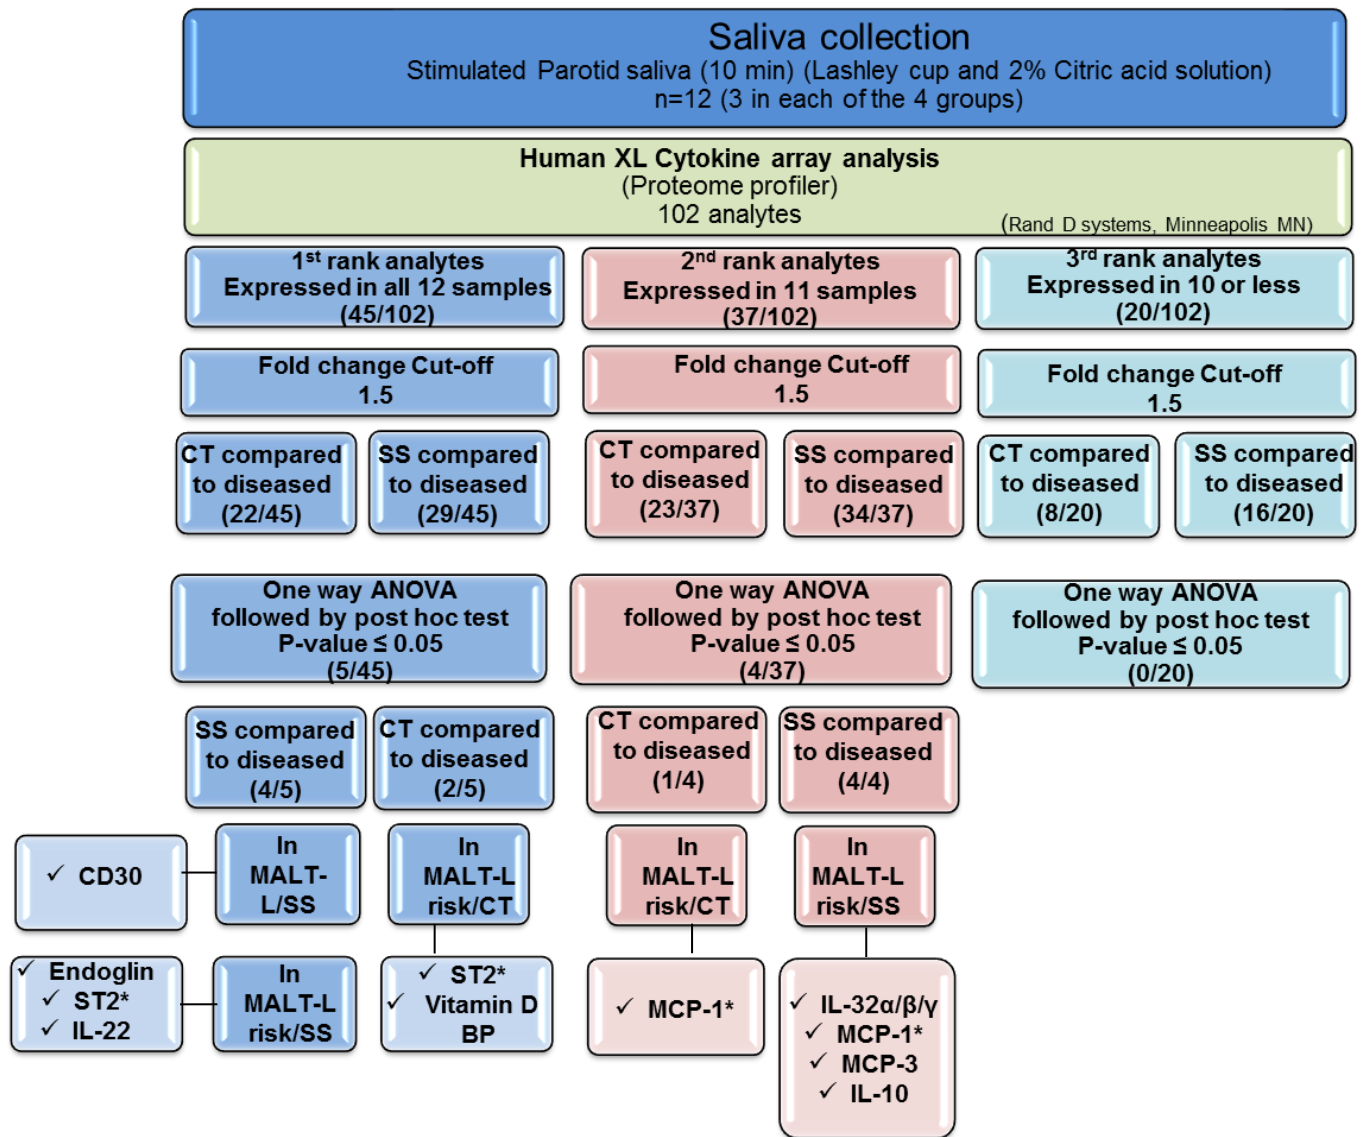 Saliva collection
Stimulated Parotid saliva (10 min) (Lashley cup and 2% Citric acid solution)
n=12 (3 in each of the 4 groups)
Human XL Cytokine array analysis
(Proteome profiler)
102 analytes
(Rand D systems, Minneapolis MN)
1st rank analytes
Expressed in all 12 samples
(45/102)
2nd rank analytes
Expressed in 11 samples
(37/102)
3rd rank analytes
Expressed in 10 or less
(20/102)
Fold change Cut-off
1.5
Fold change Cut-off
1.5
Fold change Cut-off
1.5
CT compared
to diseased
(22/45)
SS compared
to diseased
(29/45)
CT compared
to diseased
(23/37)
SS compared
to diseased
(34/37)
CT compared
to diseased
(8/20)
SS compared
to diseased
(16/20)
One way ANOVA
followed by post hoc test
P-value ≤ 0.05
(5/45)
One way ANOVA
followed by post hoc test
P-value ≤ 0.05
(4/37)
One way ANOVA
followed by post hoc test
P-value ≤ 0.05
(0/20)
SS compared
to diseased
(4/5)
CT compared
to diseased
(2/5)
CT compared
to diseased
(1/4)
SS compared
to diseased
(4/4)
✓ CD30
In
MALT-
L/SS
In
MALT-L
risk/CT
In
MALT-L
risk/CT
In
MALT-L
risk/SS
✓ Endoglin
✓ ST2*
✓ IL-22
In
MALT-L
risk/SS
✓ ST2*
✓ Vitamin D
BP
✓ MCP-1*
✓ IL-32α/β/γ
✓ MCP-1*
✓ MCP-3
✓ IL-10